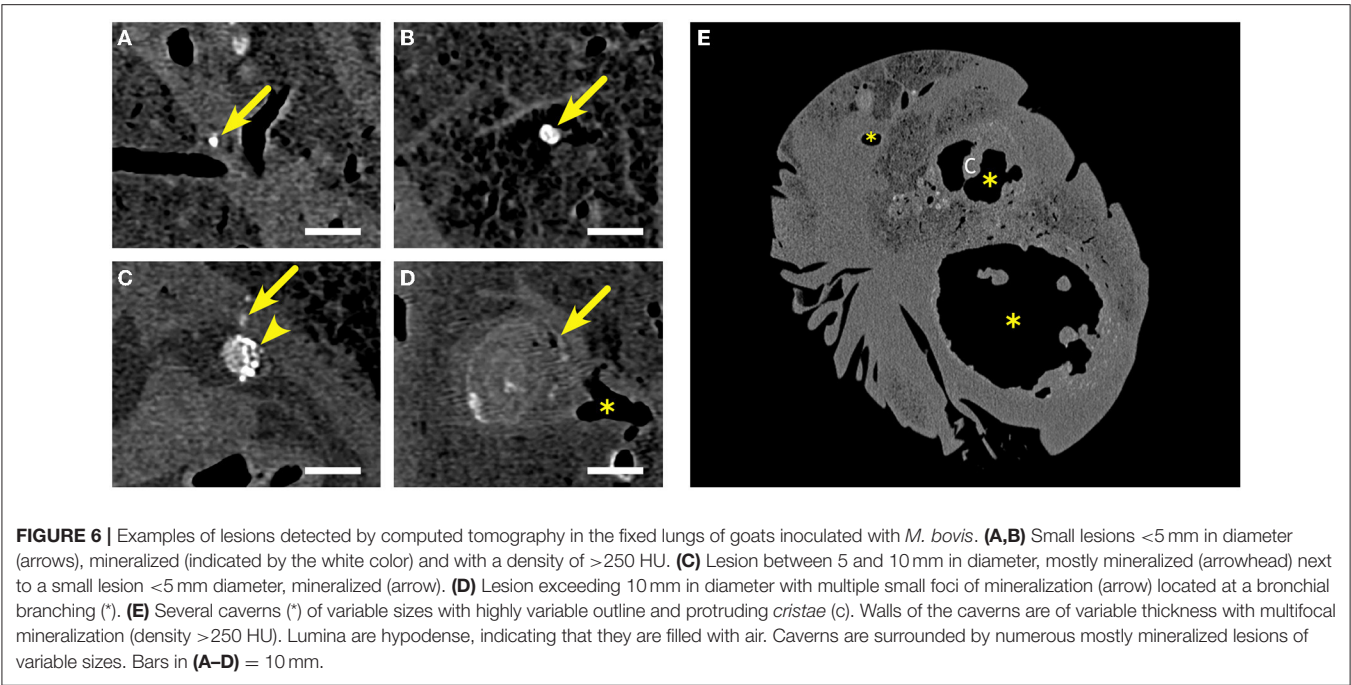 A
B
E
*
C
*
C
D
*
*
FIGURE 6 | Examples of lesions detected by computed tomography in the fixed lungs of goats inoculated with M. bovis. (A,B) Small lesions <5 mm in diameter
(arrows), mineralized (indicated by the white color) and with a density of >250 HU. (C) Lesion between 5 and 10 mm in diameter, mostly mineralized (arrowhead) next
to a small lesion <5 mm diameter, mineralized (arrow). (D) Lesion exceeding 10 mm in diameter with multiple small foci of mineralization (arrow) located at a bronchial
branching (*). (E) Several caverns (*) of variable sizes with highly variable outline and protruding cristae (c). Walls of the caverns are of variable thickness with multifocal
mineralization (density >250 HU). Lumina are hypodense, indicating that they are filled with air. Caverns are surrounded by numerous mostly mineralized lesions of
variable sizes. Bars in (A–D) = 10 mm.